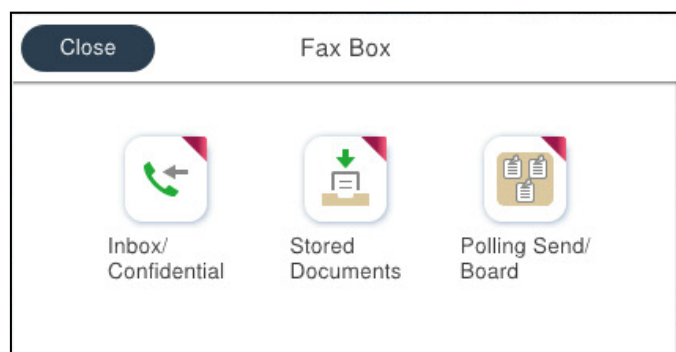 Close
Fax Box
Inbox/
Confidential
Stored
Documents
Polling Send/
Board